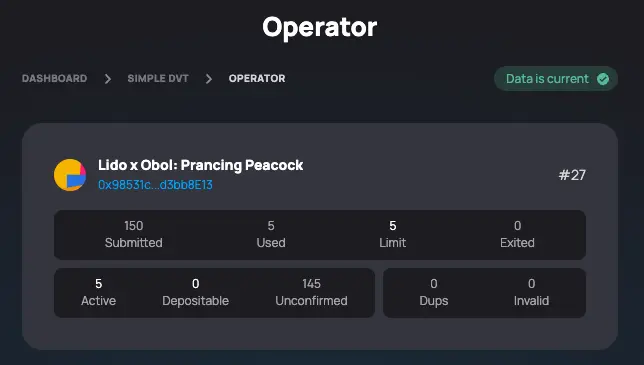 Operator
DASHBOARD > SIMPLE DVT > OPERATOR
Data is current
Lido x Obol: Prancing Peacock
0x98531c...d3bb8E13
#27
150 5 5 0
Submitted Used Limit Exited
5 0 145 0 0
Active Depositable Unconfirmed Dups Invalid